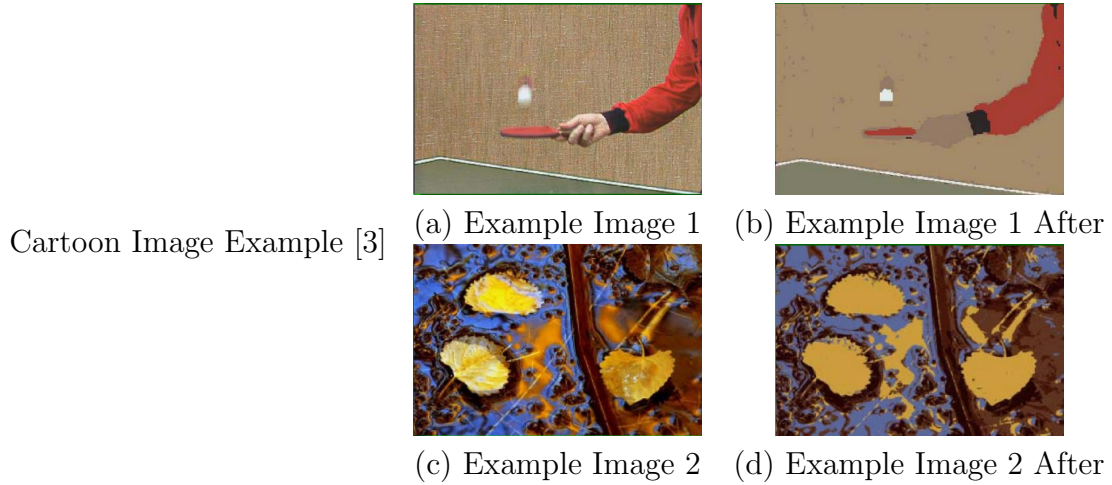 (a) Example Image 1
(b) Example Image 1 After
Cartoon Image Example [3]
(c) Example Image 2
(d) Example Image 2 After